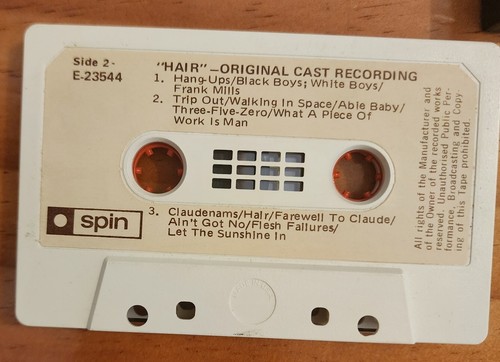 Side 2-
E-23544
"HAIR"—ORIGINAL CAST RECORDING
1. Hang-Ups/Black Boys; White Boys/
Frank Mills
2. Trip Out/Walking In Space/Able Baby/
Three-Five-Zero/What A Piece Of
Work Is Man
3. Claudenams/Hair/Farewell To Claude/
Ain't Got No/Flesh Failures/
Let The Sunshine In
spin
All rights of the Manufacturer and
of the Owner of the recorded works
reserved. Unauthorised Public Per-
formance, Broadcasting and Copy
ing of this Tape prohibited.